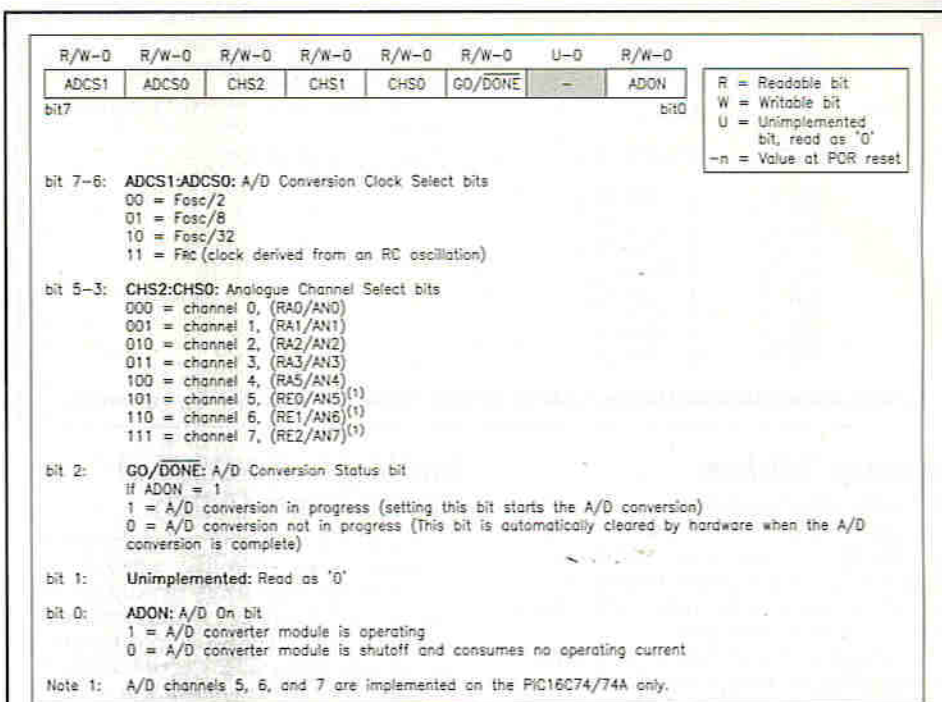 R/W-0 R/W-0 R/W-0 R/W-0 R/W-0 R/W-0 U-0 R/W-0
ADCS1 ADCS0 CHS2 CHS1 CHS0 GO/DONE - ADON
bit7 bit0
R = Readable bit
W = Writable bit
U = Unimplemented
bit, read as '0'
-n = Value at POR reset
bit 7-6: ADCS1:ADCS0: A/D Conversion Clock Select bits
00 = Fosc/2
01 = Fosc/8
10 = Fosc/32
11 = FRC (clock derived from an RC oscillation)
bit 5-3: CHS2:CHS0: Analogue Channel Select bits
000 = channel 0, (RA0/AN0)
001 = channel 1, (RA1/AN1)
010 = channel 2, (RA2/AN2)
011 = channel 3, (RA3/AN3)
100 = channel 4, (RA5/AN4)
101 = channel 5, (RE0/AN5)(1)
110 = channel 6, (RE1/AN6)(1)
111 = channel 7, (RE2/AN7)(1)
bit 2: GO/DONE: A/D Conversion Status bit
If ADON = 1
1 = A/D conversion in progress (setting this bit starts the A/D conversion)
0 = A/D conversion not in progress (This bit is automatically cleared by hardware when the A/D
conversion is complete)
bit 1: Unimplemented: Read as '0'
bit 0: ADON: A/D On bit
1 = A/D converter module is operating
0 = A/D converter module is shutoff and consumes no operating current
Note 1: A/D channels 5, 6, and 7 are implemented on the PIC16C74/74A only.